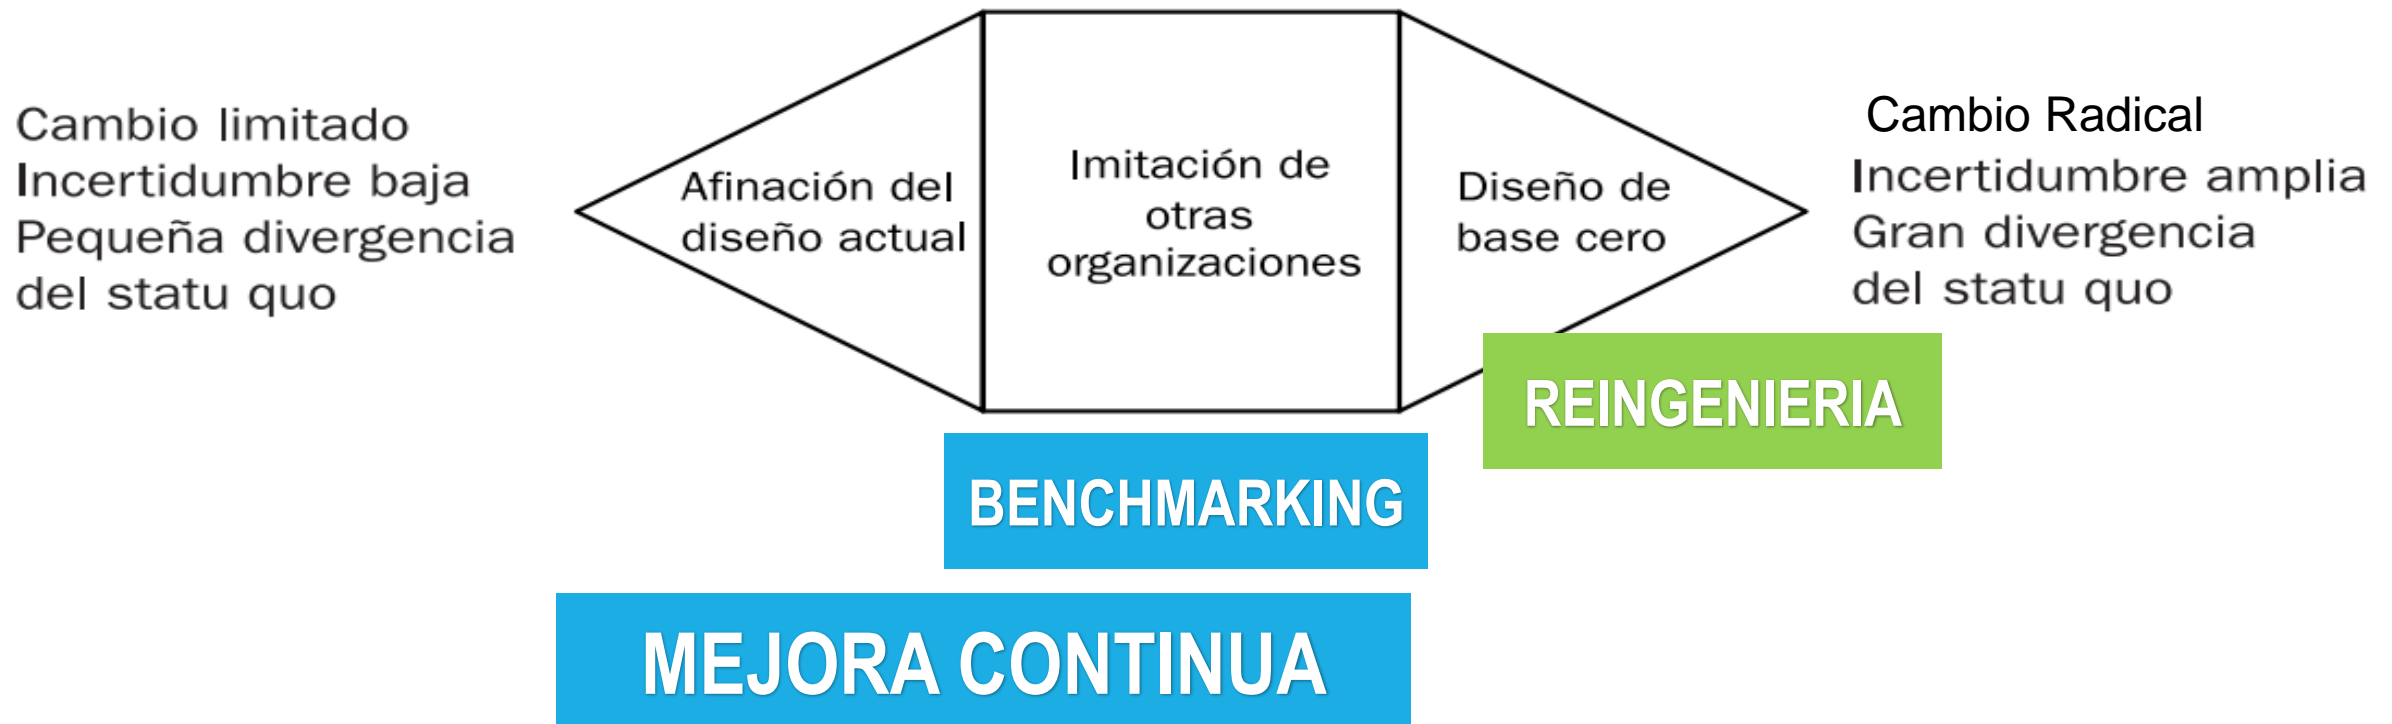 Cambio limitado
Incertidumbre baja
Pequeña divergencia
del statu quo
Afinación del
diseño actual
Imitación de
otras
organizaciones
Diseño de
base cero
Cambio Radical
Incertidumbre amplia
Gran divergencia
del statu quo
REINGENIERIA
BENCHMARKING
MEJORA CONTINUA